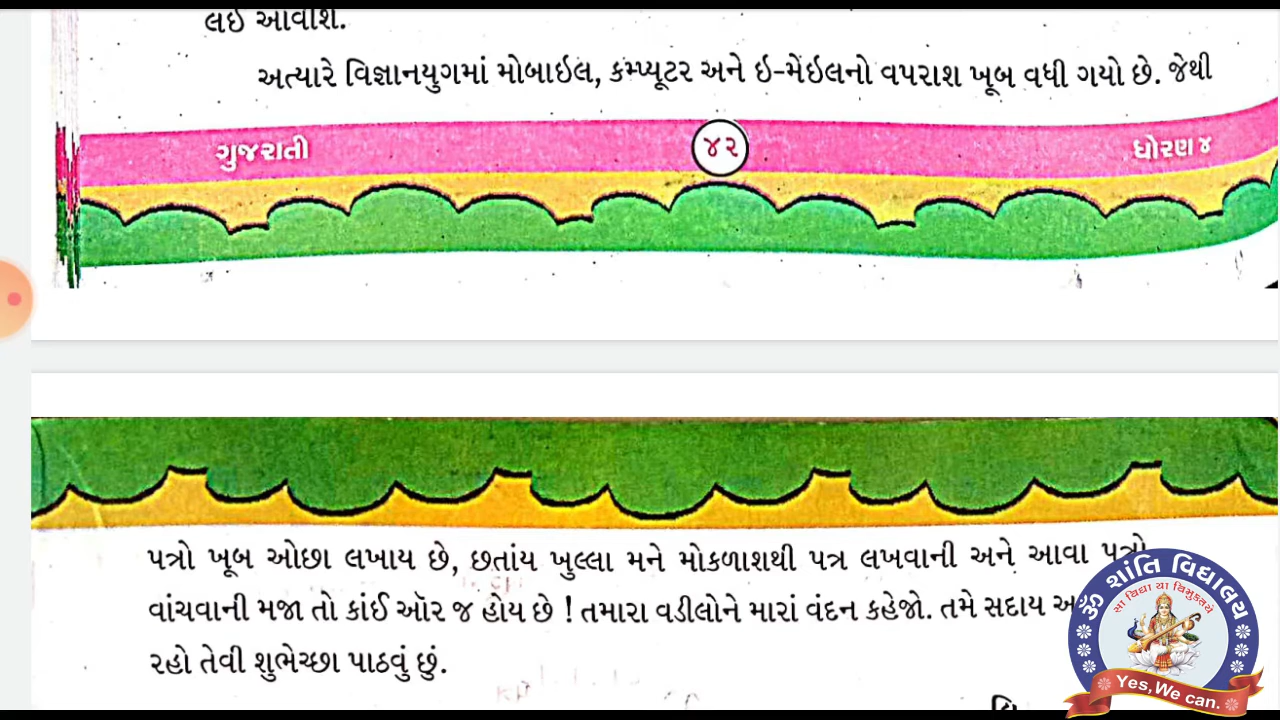 લઈ આવીશ.
અત્યારે વિજ્ઞાનયુગમાં મોબાઇલ, કમ્પ્યૂટર અને ઇ-મેઇલનો વપરાશ ખૂબ વધી ગયો છે. જેથી
ગુજરાતી ૪૨ ધોરણ ૪
પત્રો ખૂબ ઓછા લખાય છે, છતાંય ખુલ્લા મને મોકળાશથી પત્ર લખવાની અને આવા પત્રો
વાંચવાની મજા તો કાંઈ ઑર જ હોય છે ! તમારા વડીલોને મારાં વંદન કહેજો. તમે સદાય
રહો તેવી શુભેચ્છા પાઠવું છું.
ૐ શાંતિ વિદ્યાલય
સા વિદ્યા યા વિમુક્તયે
Yes, We can.